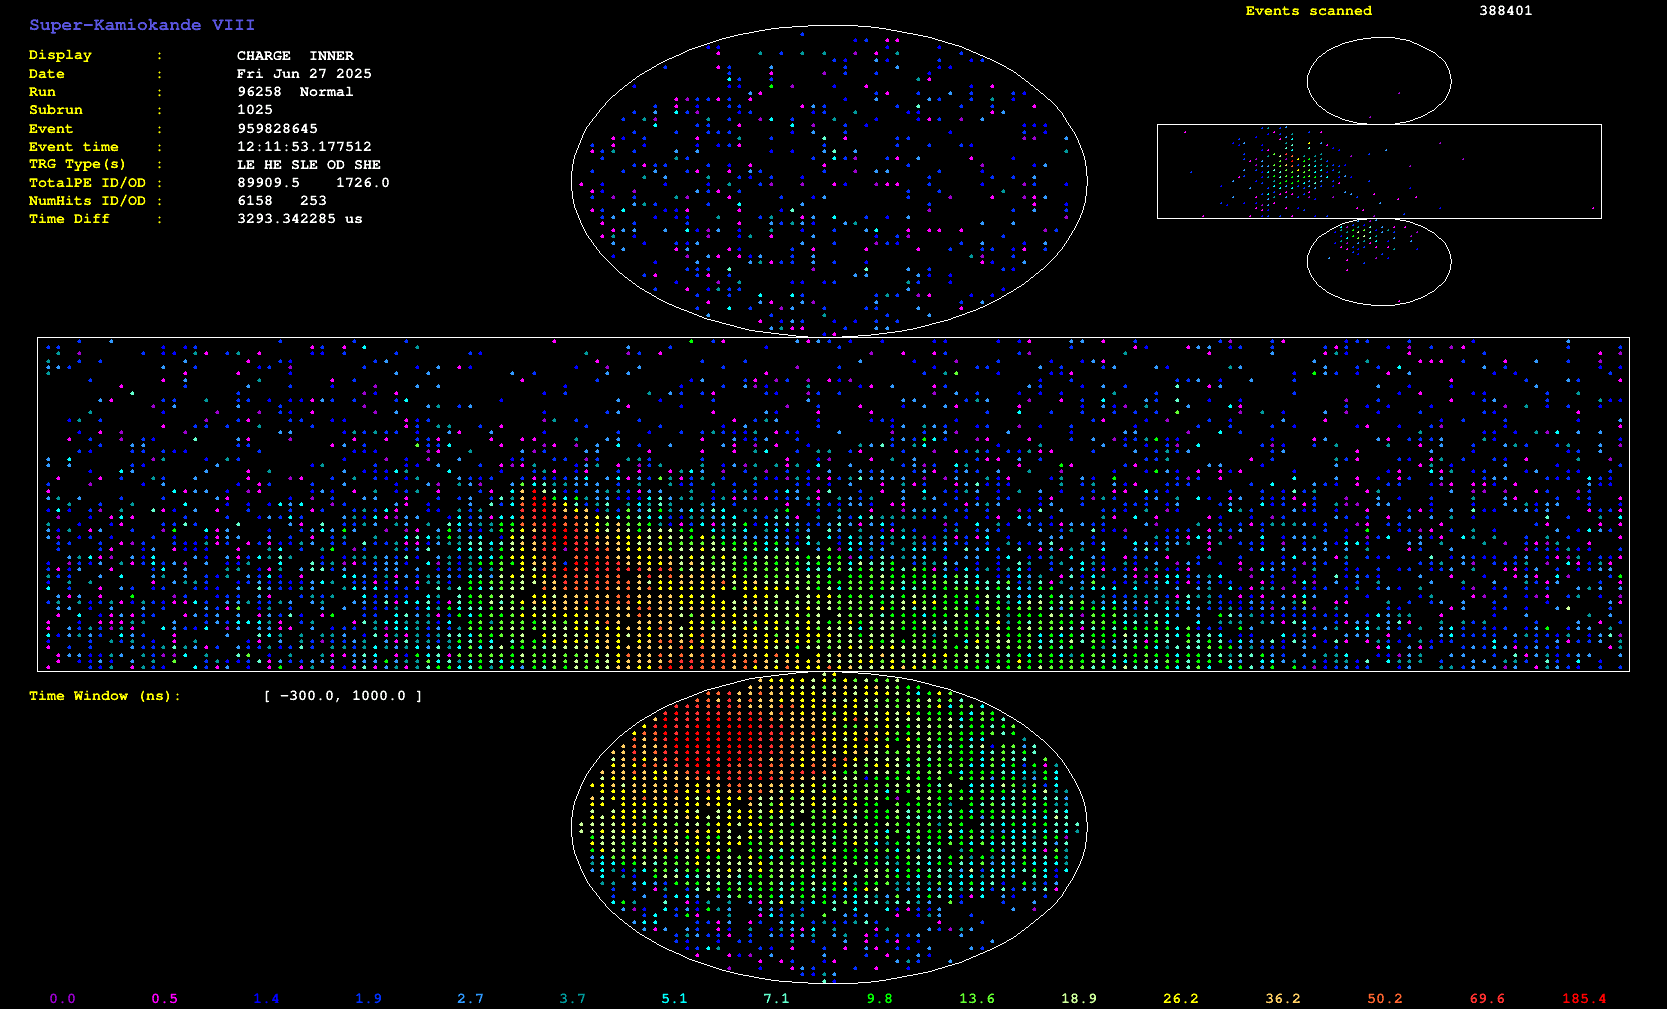 Super-Kamiokande VIII
Events scanned 388401
Display : CHARGE INNER
Date : Fri Jun 27 2025
Run : 96258 Normal
Subrun : 1025
Event : 959828645
Event time : 12:11:53.177512
TRG Type(s) : LE HE SLE OD SHE
TotalPE ID/OD : 89909.5 1726.0
NumHits ID/OD : 6158 253
Time Diff : 3293.342285 us
Time Window (ns): [ -300.0, 1000.0 ]
0.0 0.5 1.4 1.9 2.7 3.7 5.1 7.1 9.8 13.6 18.9 26.2 36.2 50.2 69.6 185.4